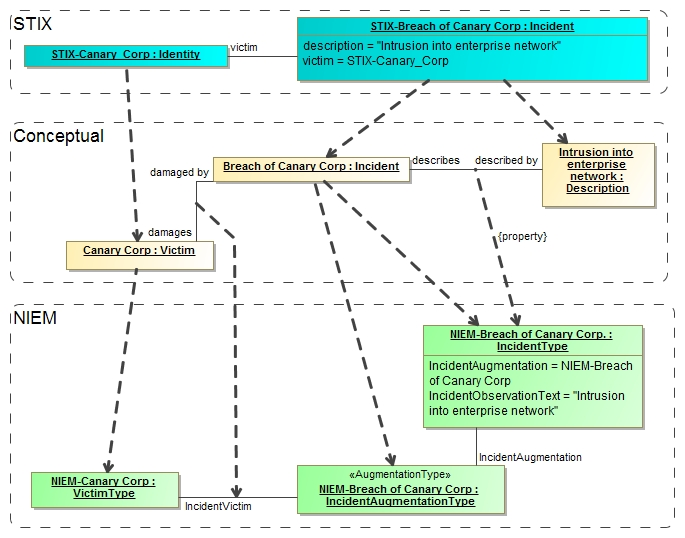 STIX
STIX-Breach of Canary Corp : Incident
description = "Intrusion into enterprise network"
victim = STIX-Canary_Corp
STIX-Canary_Corp : Identity
victim
Conceptual
Breach of Canary Corp : Incident
describes
described by
Intrusion into
enterprise
network :
Description
damaged by
damages
Canary Corp : Victim
{property}
NIEM
NIEM-Breach of Canary Corp. :
IncidentType
IncidentAugmentation = NIEM-Breach
of Canary Corp
IncidentObservationText = "Intrusion
into enterprise network"
IncidentAugmentation
NIEM-Canary Corp :
VictimType
IncidentVictim
«AugmentationType»
NIEM-Breach of Canary Corp :
IncidentAugmentationType